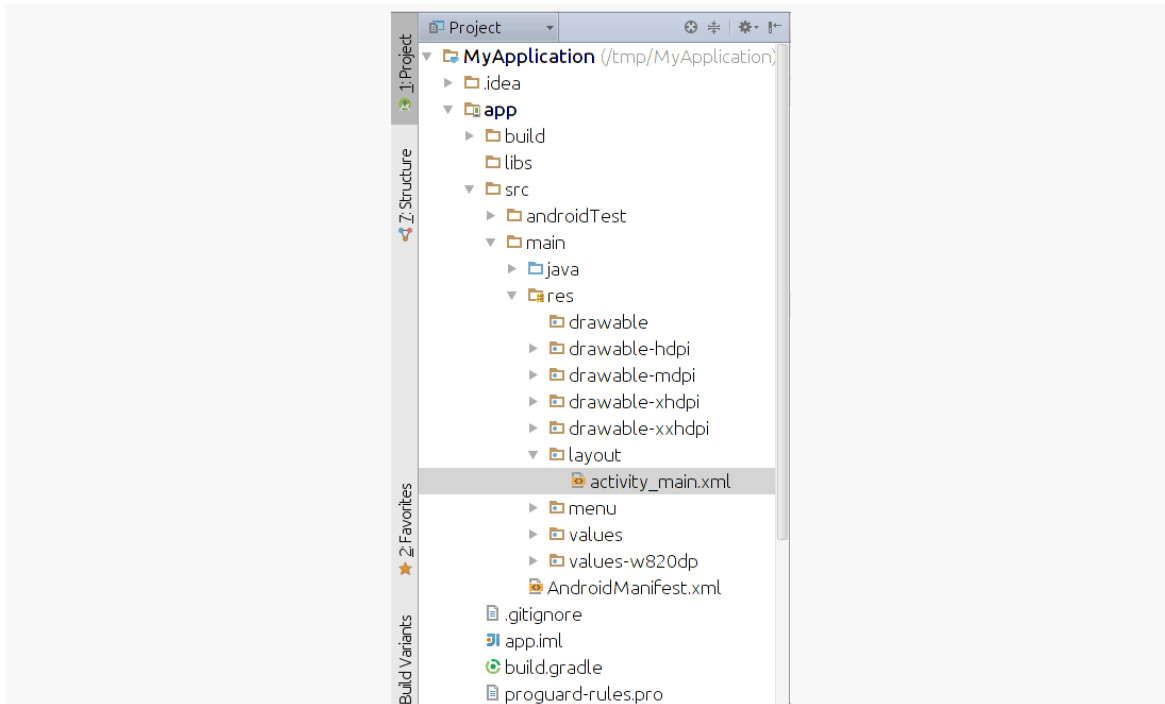 Project
MyApplication (/tmp/MyApplication)
.idea
app
build
libs
src
androidTest
main
java
res
drawable
drawable-hdpi
drawable-mdpi
drawable-xhdpi
drawable-xxhdpi
layout
activity_main.xml
menu
values
values-w820dp
AndroidManifest.xml
.gitignore
app.iml
build.gradle
proguard-rules.pro
1: Project
7: Structure
2: Favorites
Build Variants